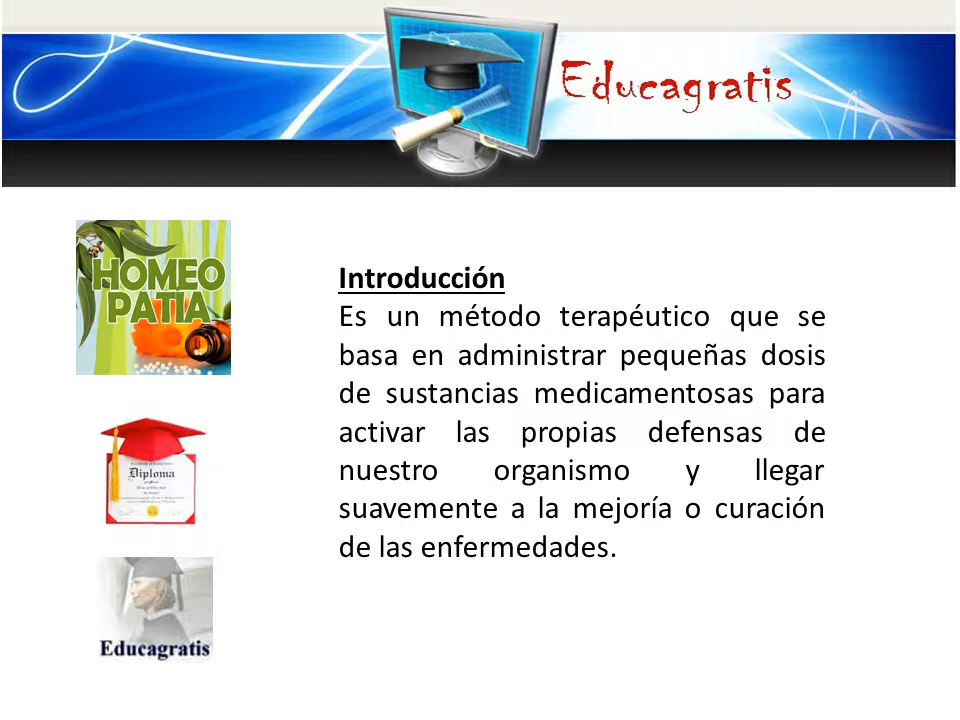 Educagratis
HOMEO
PATIA
Introducción
Es un método terapéutico que se
basa en administrar pequeñas dosis
de sustancias medicamentosas para
activar las propias defensas de
nuestro organismo y llegar
suavemente a la mejoría o curación
de las enfermedades.
Diploma
Educagratis